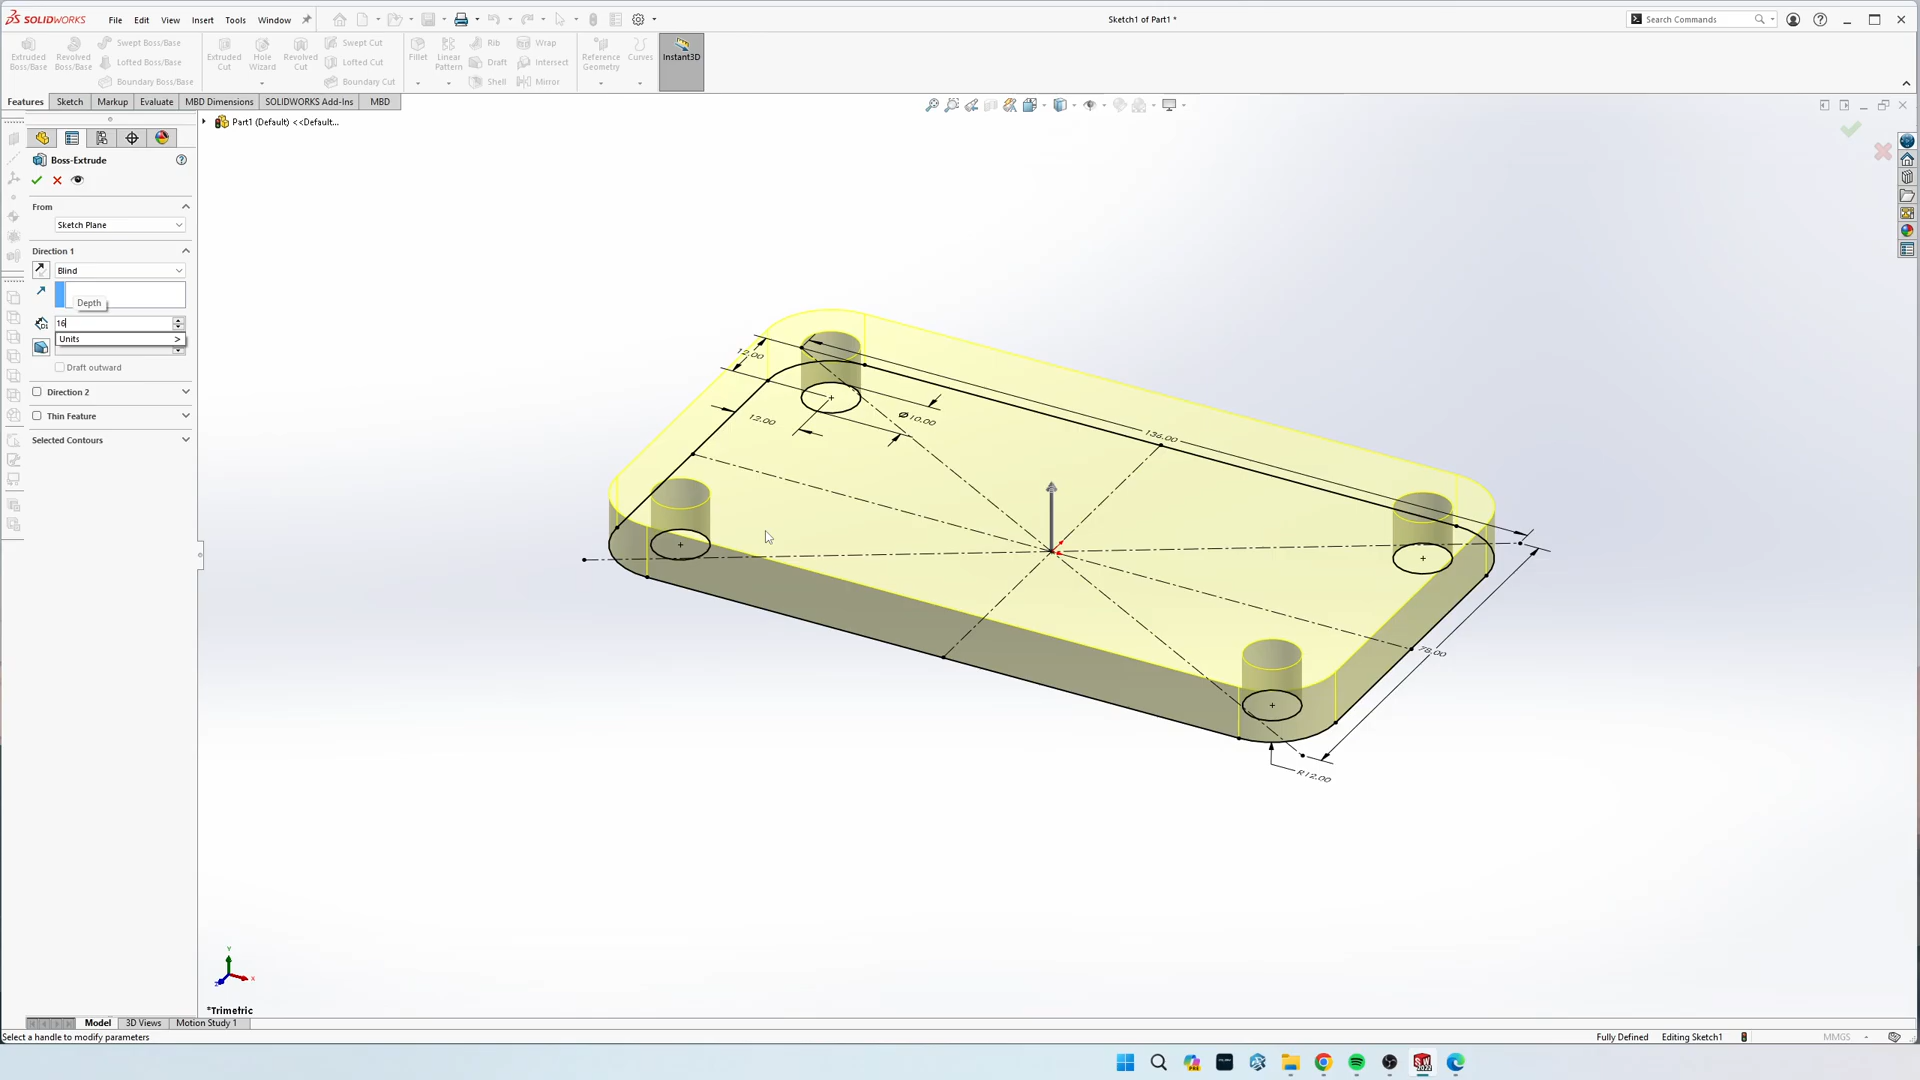 SOLIDWORKS File Edit View Insert Tools Window Sketch1 of Part1 * Search Commands
Extruded Boss/Base
Revolved Boss/Base
Swept Boss/Base
Lofted Boss/Base
Boundary Boss/Base
Extruded Cut
Hole Wizard
Revolved Cut
Swept Cut
Lofted Cut
Boundary Cut
Fillet
Linear Pattern
Rib
Draft
Shell
Wrap
Intersect
Mirror
Reference Geometry
Curves
Instant3D
Features Sketch Markup Evaluate MBD Dimensions SOLIDWORKS Add-Ins MBD
Part1 (Default) <<Default...
Boss-Extrude
From
Sketch Plane
Direction 1
Blind
Depth
16
Units >
Draft outward
Direction 2
Thin Feature
Selected Contours
12.00
12.00
Ø10.00
136.00
78.00
R12.00
Y
X
Z
*Trimetric
Model 3D Views Motion Study 1
Select a handle to modify parameters Fully Defined Editing Sketch1 MMGS